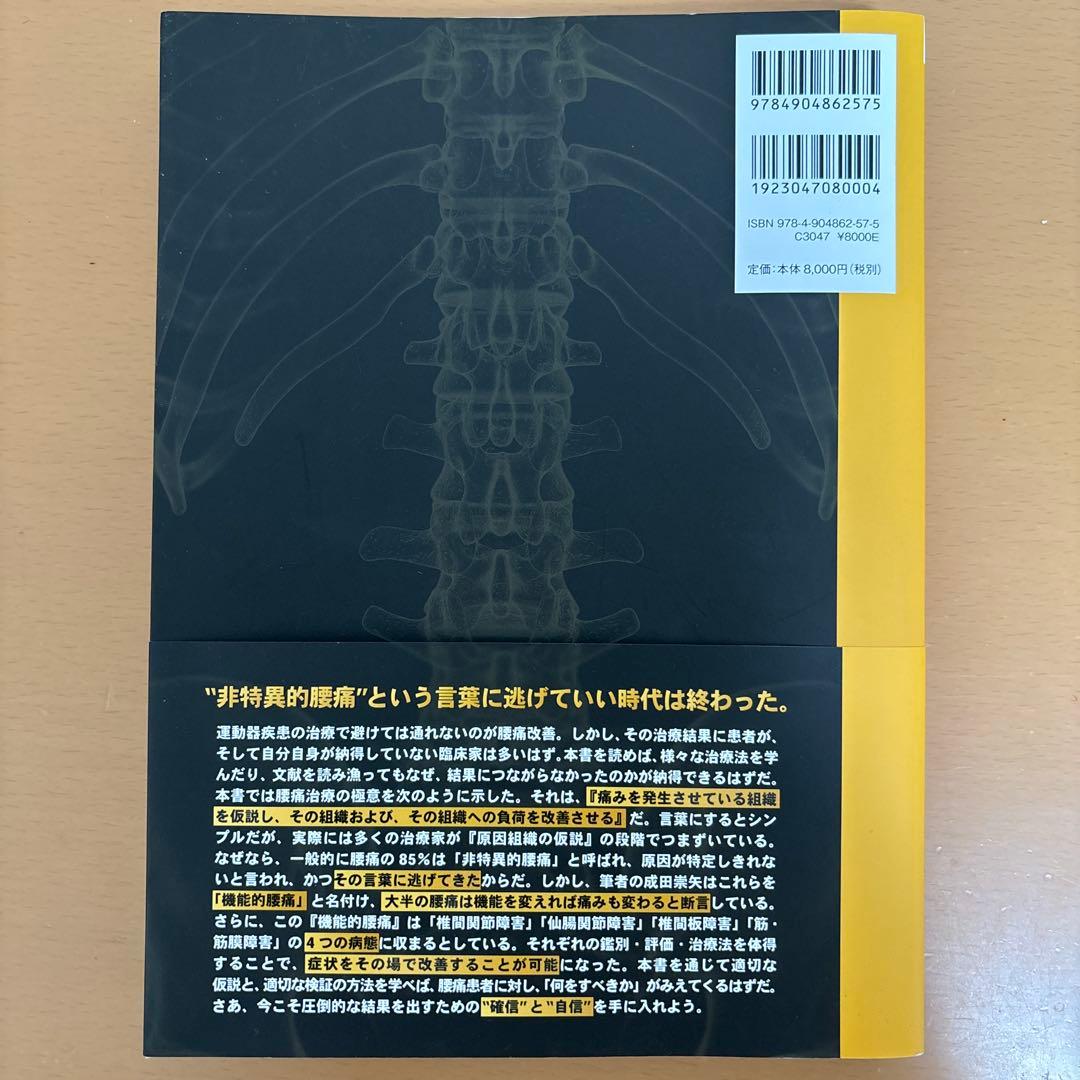 9784904862575
1923047080004
ISBN 978-4-904862-57-5
C3047 ¥8000E
定価：本体 8,000円（税別）
“非特異的腰痛”という言葉に逃げていい時代は終わった。
運動器疾患の治療で避けては通れないのが腰痛改善。しかし、その治療結果に患者が、
そして自分自身が納得していない臨床家は多いはず。本書を読めば、様々な治療法を学
んだり、文献を読み漁ってもなぜ、結果につながらなかったのかが納得できるはずだ。
本書では腰痛治療の極意を次のように示した。それは、『痛みを発生させている組織
を仮説し、その組織および、その組織への負荷を改善させる』だ。言葉にするとシン
プルだが、実際には多くの治療家が『原因組織の仮説』の段階でつまずいている。
なぜなら、一般的に腰痛の85%は「非特異的腰痛」と呼ばれ、原因が特定しきれな
いと言われ、かつその言葉に逃げてきたからだ。しかし、筆者の成田崇矢はこれらを
「機能的腰痛」と名付け、大半の腰痛は機能を変えれば痛みも変わると断言している。
さらに、この『機能的腰痛』は「椎間関節障害」「仙腸関節障害」「椎間板障害」「筋・
筋膜障害」の4つの病態に収まるとしている。それぞれの鑑別・評価・治療法を体得
することで、症状をその場で改善することが可能になった。本書を通じて適切な
仮説と、適切な検証の方法を学べば、腰痛患者に対し、「何をすべきか」がみえてくるはずだ。
さあ、今こそ圧倒的な結果を出すための“確信”と“自信”を手に入れよう。